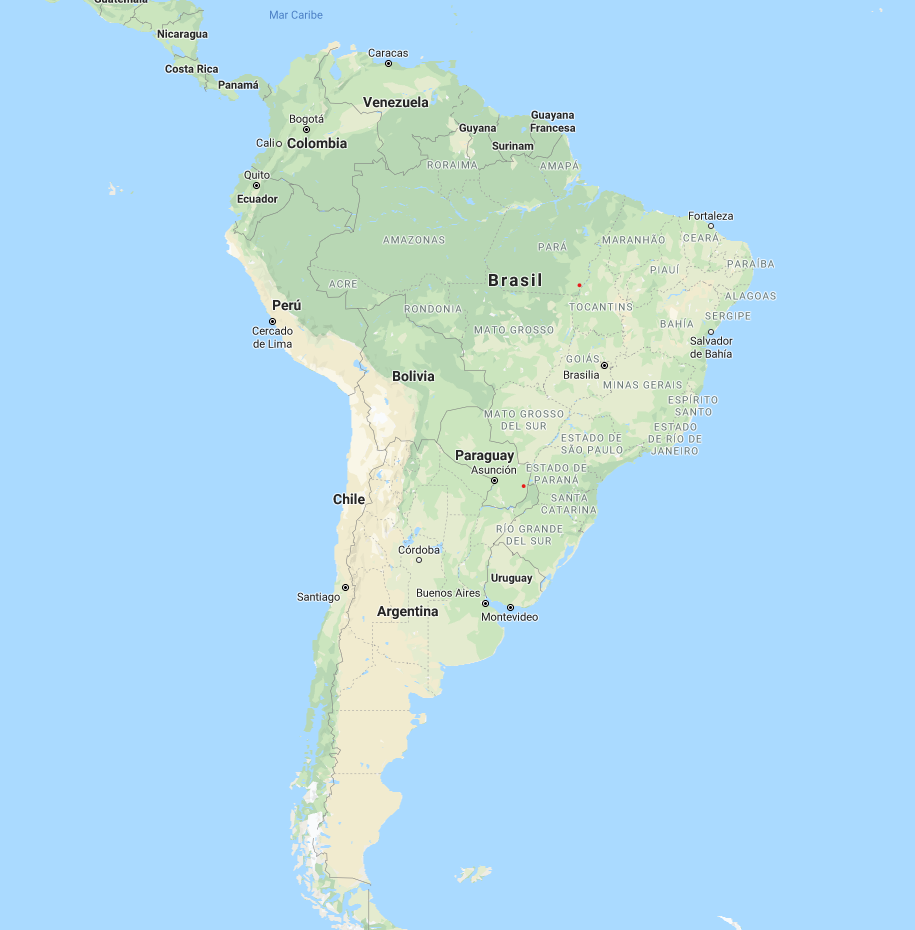 Guatemala
Mar Caribe
Nicaragua
Caracas
Costa Rica
Panamá
Venezuela
Guayana
Francesa
Bogotá
Guyana
Cali
Colombia
Surinam
RORAIMA
AMAPÁ
Quito
Ecuador
Fortaleza
AMAZONAS
PARÁ
MARANHÃO
CEARÁ
PIAUÍ
PARAÍBA
Brasil
ACRE
ALAGOAS
Perú
RONDONIA
TOCANTINS
SERGIPE
Cercado
de Lima
MATO GROSSO
BAHÍA
Salvador
de Bahía
GOIÁS
Brasilia
Bolivia
MINAS GERAIS
ESPÍRITO
SANTO
MATO GROSSO
DEL SUR
ESTADO
DE RÍO DE
JANEIRO
ESTADO DE
SÃO PAULO
Paraguay
Asunción
ESTADO DE
PARANÁ
Chile
SANTA
CATARINA
RÍO GRANDE
DEL SUR
Córdoba
Uruguay
Santiago
Buenos Aires
Argentina
Montevideo